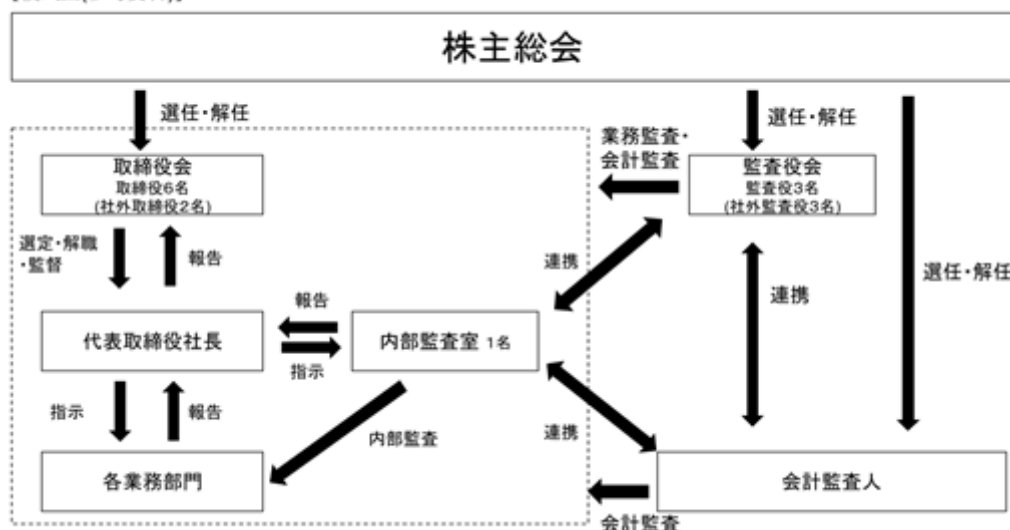 株主総会
選任・解任
選任・解任
業務監査・
会計監査
取締役会
取締役6名
(社外取締役2名)
監査役会
監査役3名
(社外監査役3名)
選定・解職
・監督
報告
連携
連携
選任・解任
報告
代表取締役社長
内部監査室 1名
指示
指示
報告
内部監査
連携
各業務部門
会計監査人
会計監査